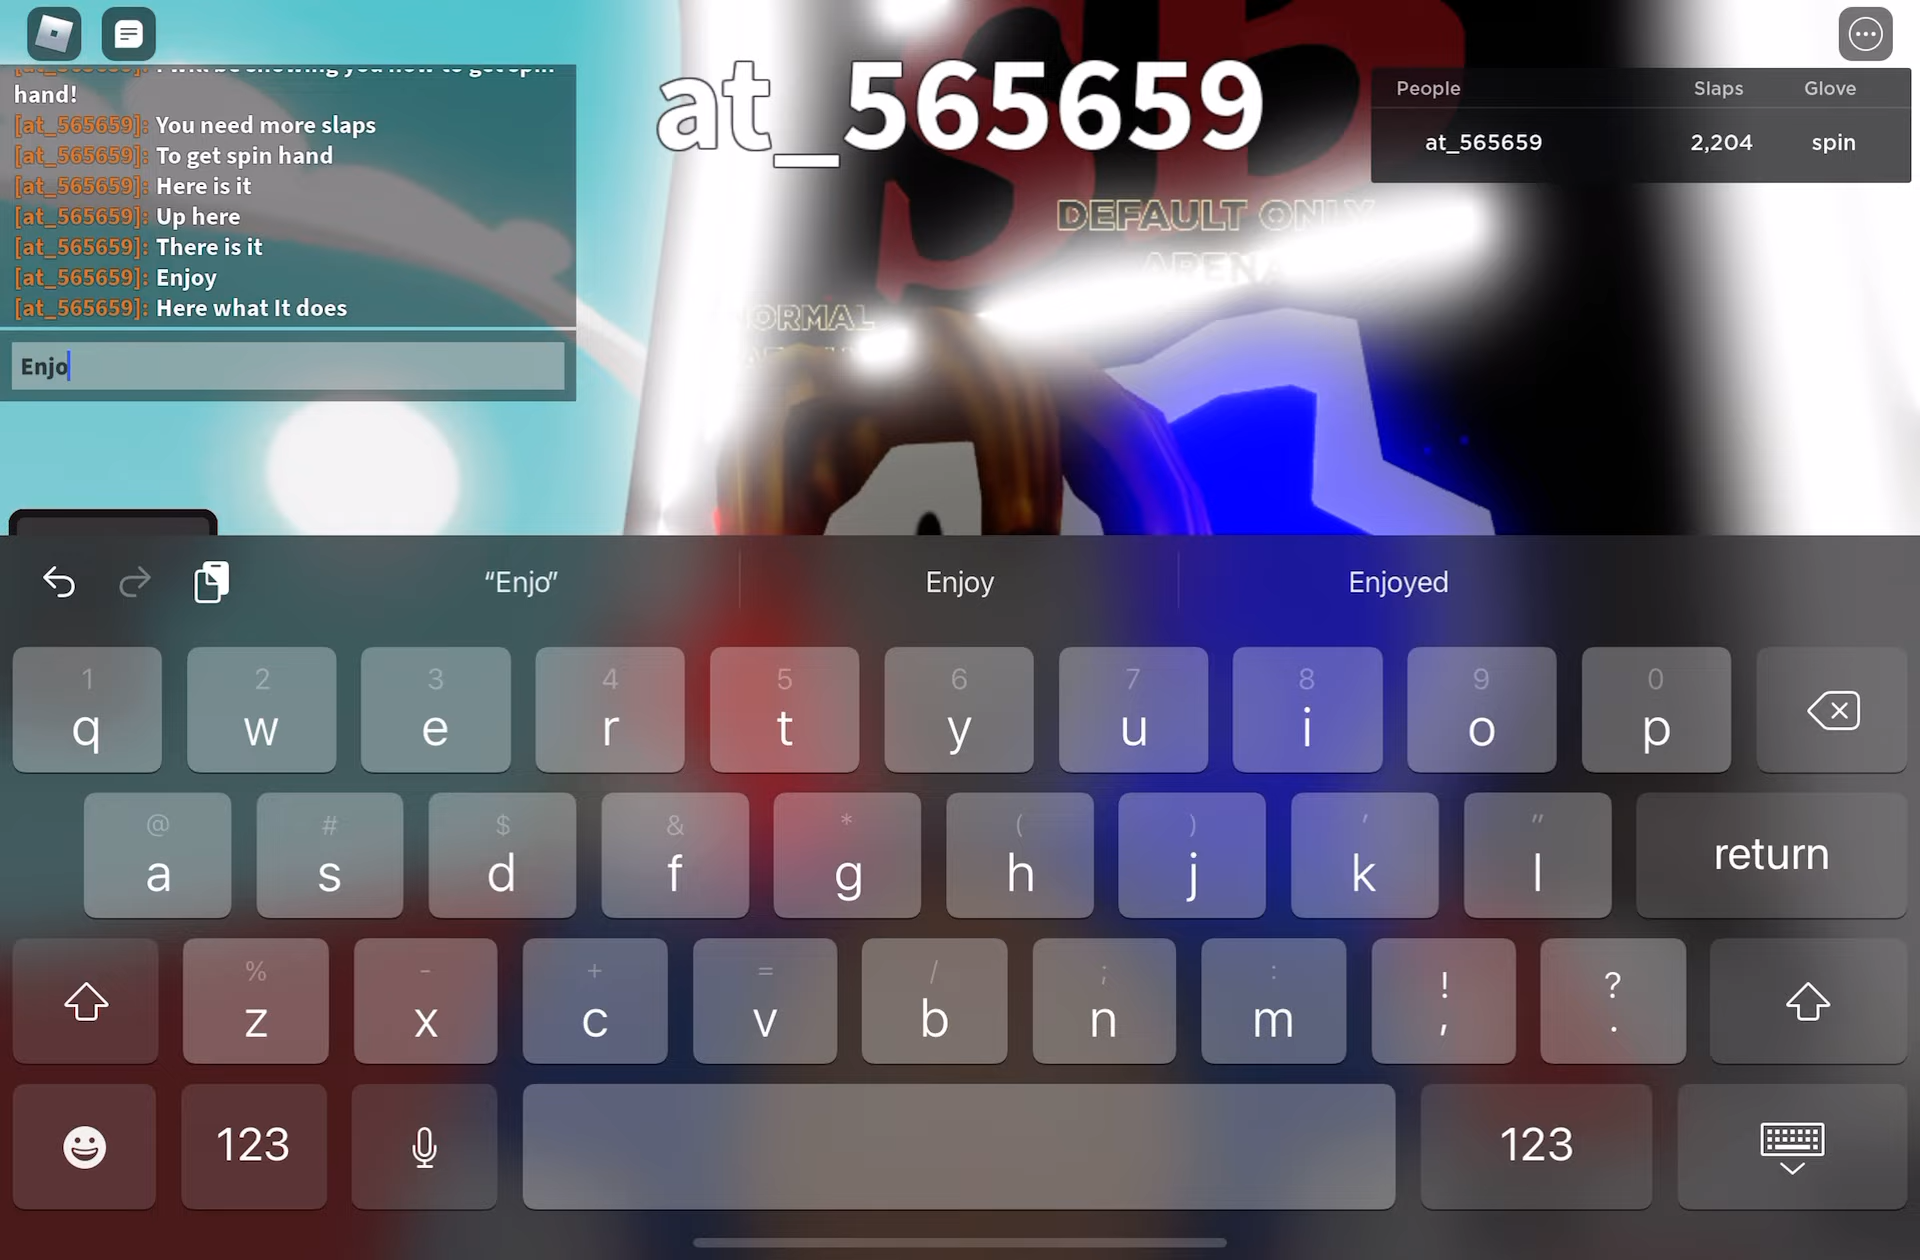 hand!
[at_565659]: You need more slaps
[at_565659]: To get spin hand
[at_565659]: Here is it
[at_565659]: Up here
[at_565659]: There is it
[at_565659]: Enjoy
[at_565659]: Here what It does
Enjo
at_565659
SB
DEFAULT ONLY
ARENA
NORMAL
People Slaps Glove
at_565659 2,204 spin
“Enjo” Enjoy Enjoyed
1 2 3 4 5 6 7 8 9 0
q w e r t y u i o p
@ # $ & * ( ) ' "
a s d f g h j k l return
% - + = / ; : ! ?
z x c v b n m , .
123 123